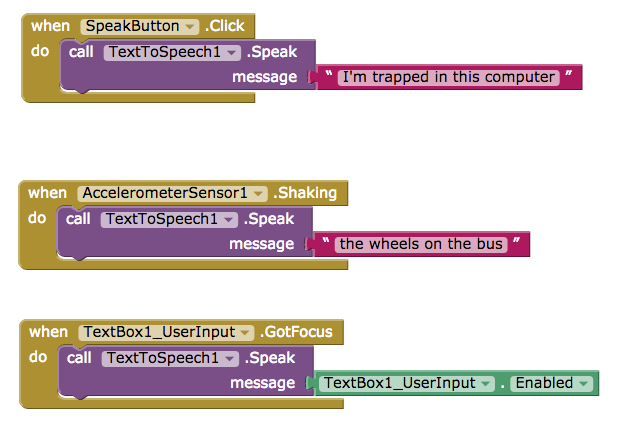 when SpeakButton .Click
do call TextToSpeech1 .Speak
message " I'm trapped in this computer "
when AccelerometerSensor1 .Shaking
do call TextToSpeech1 .Speak
message " the wheels on the bus "
when TextBox1_UserInput .GotFocus
do call TextToSpeech1 .Speak
message TextBox1_UserInput . Enabled